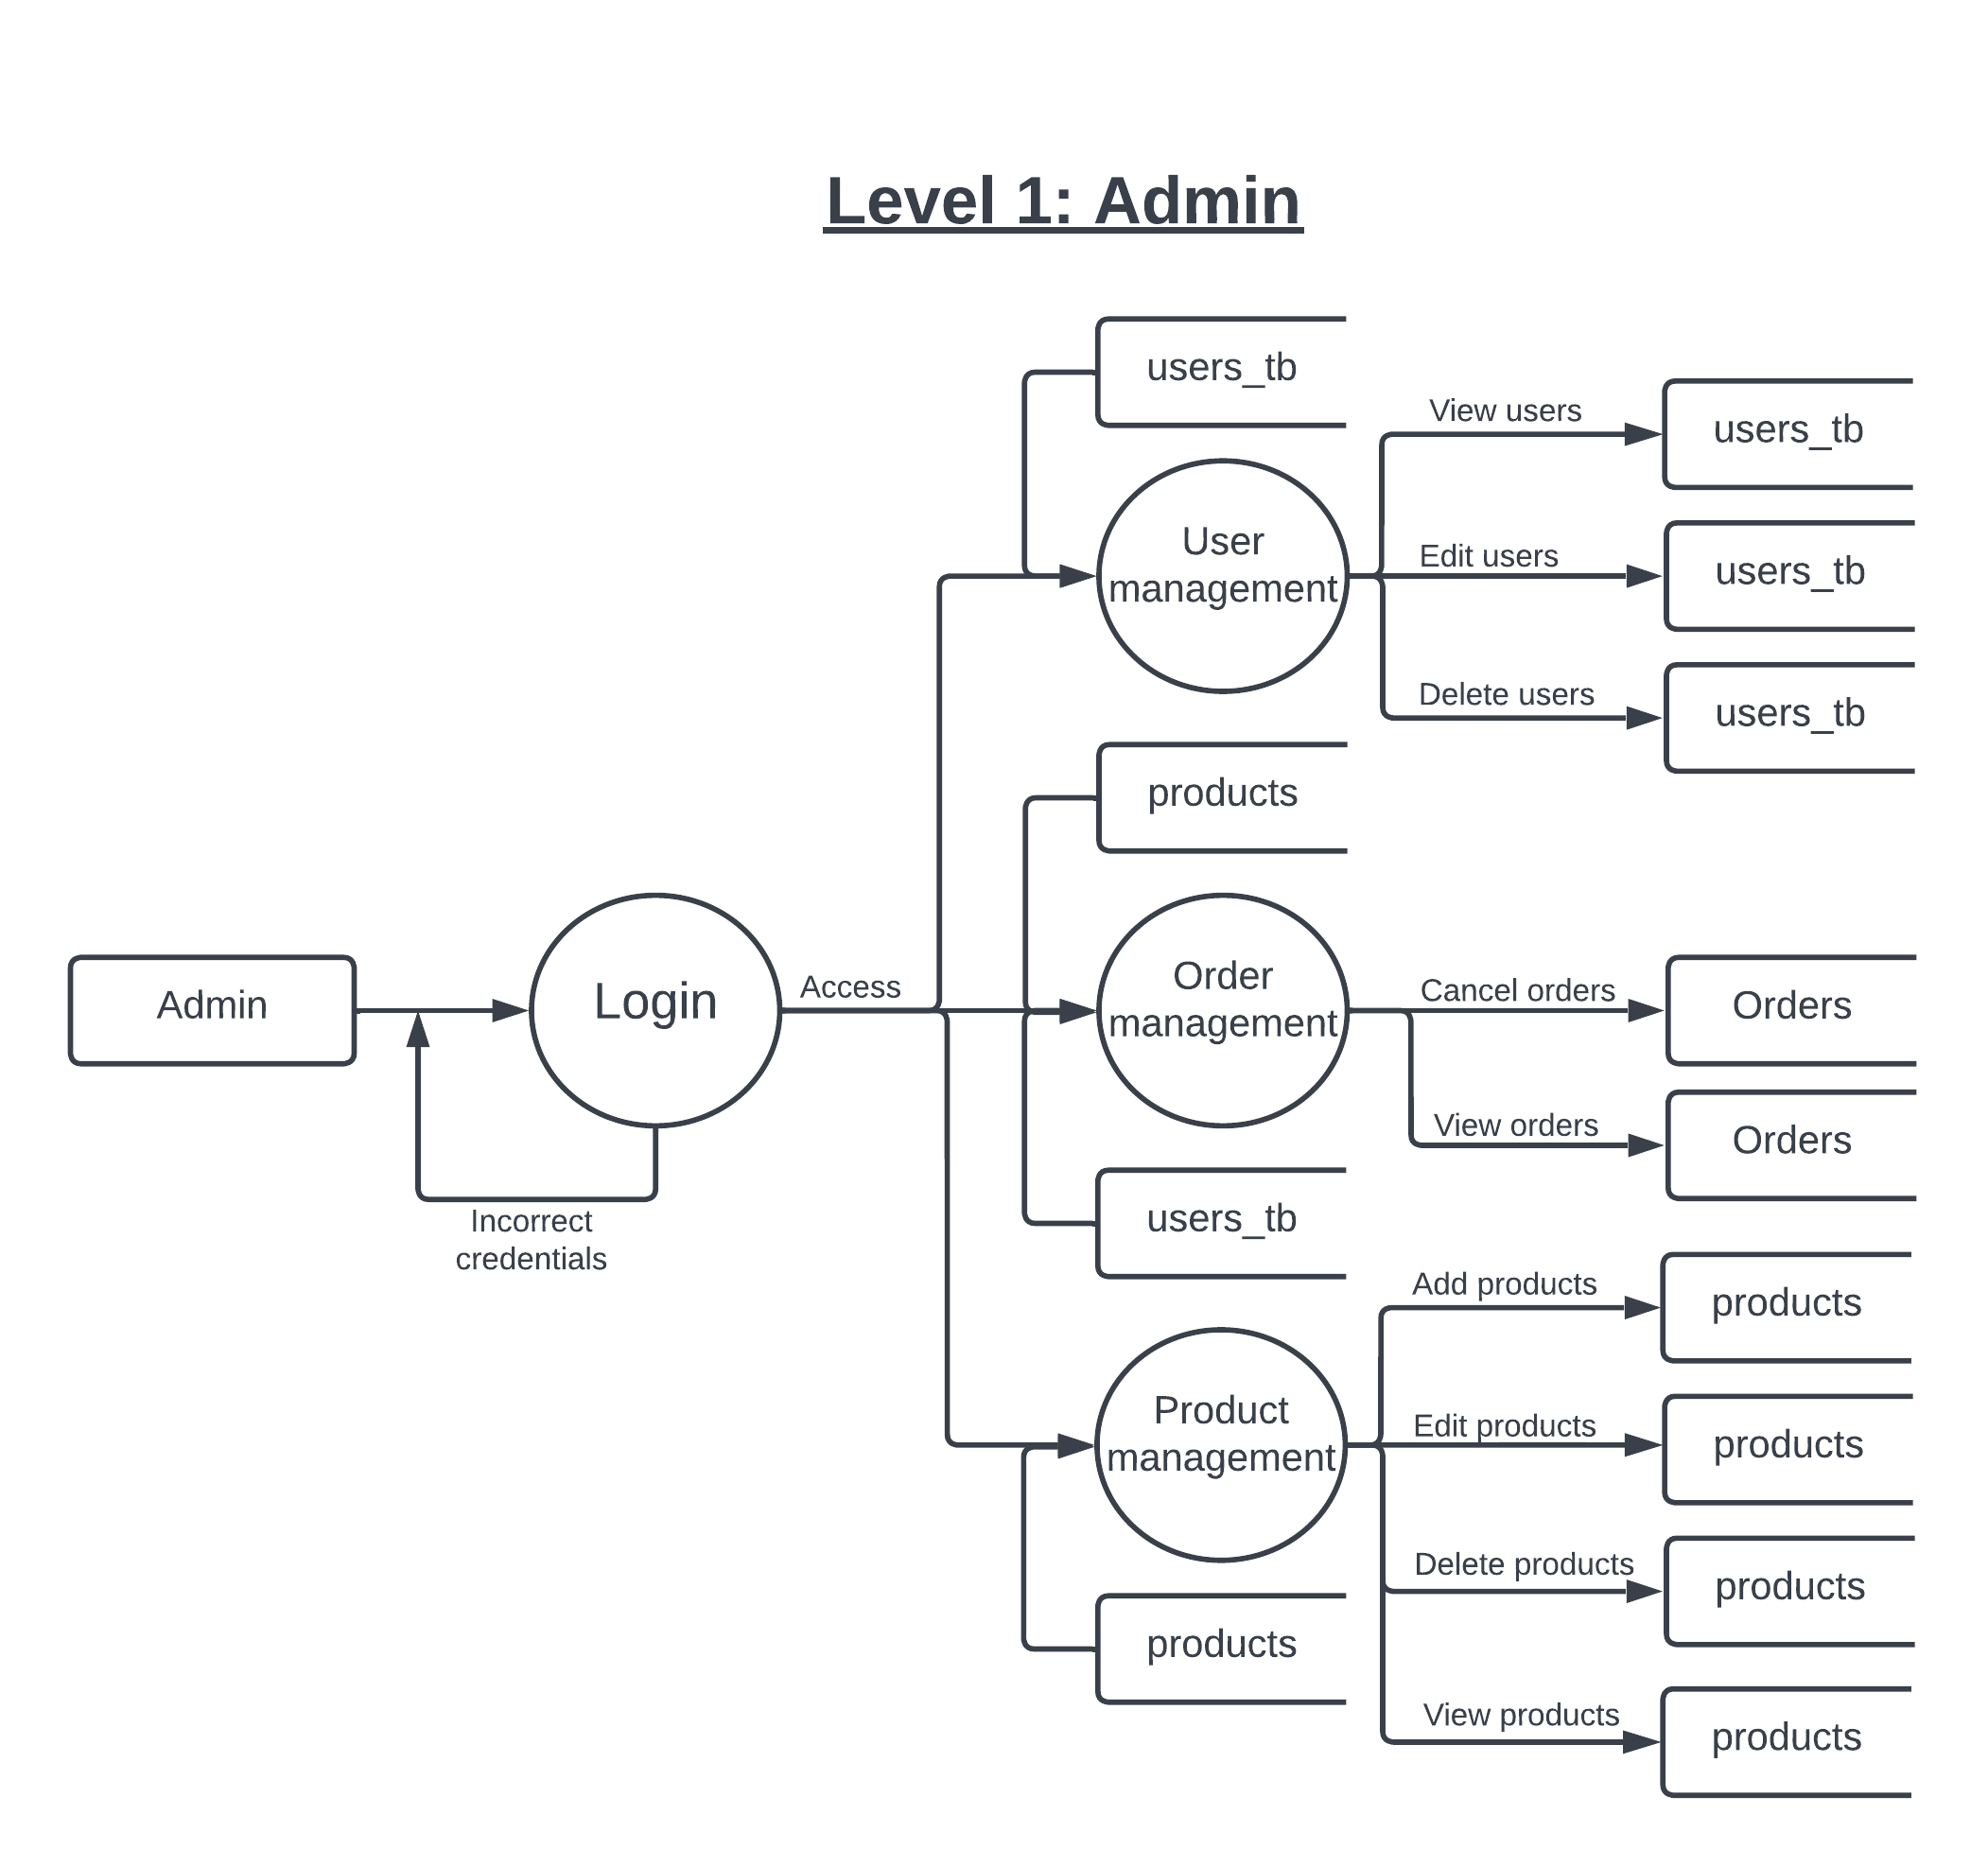 Level 1: Admin
users_tb
View users
users_tb
User
management
Edit users
users_tb
Delete users
users_tb
products
Admin
Login
Access
Order
management
Cancel orders
Orders
View orders
Orders
users_tb
Incorrect
credentials
Add products
products
Product
management
Edit products
products
Delete products
products
products
View products
products